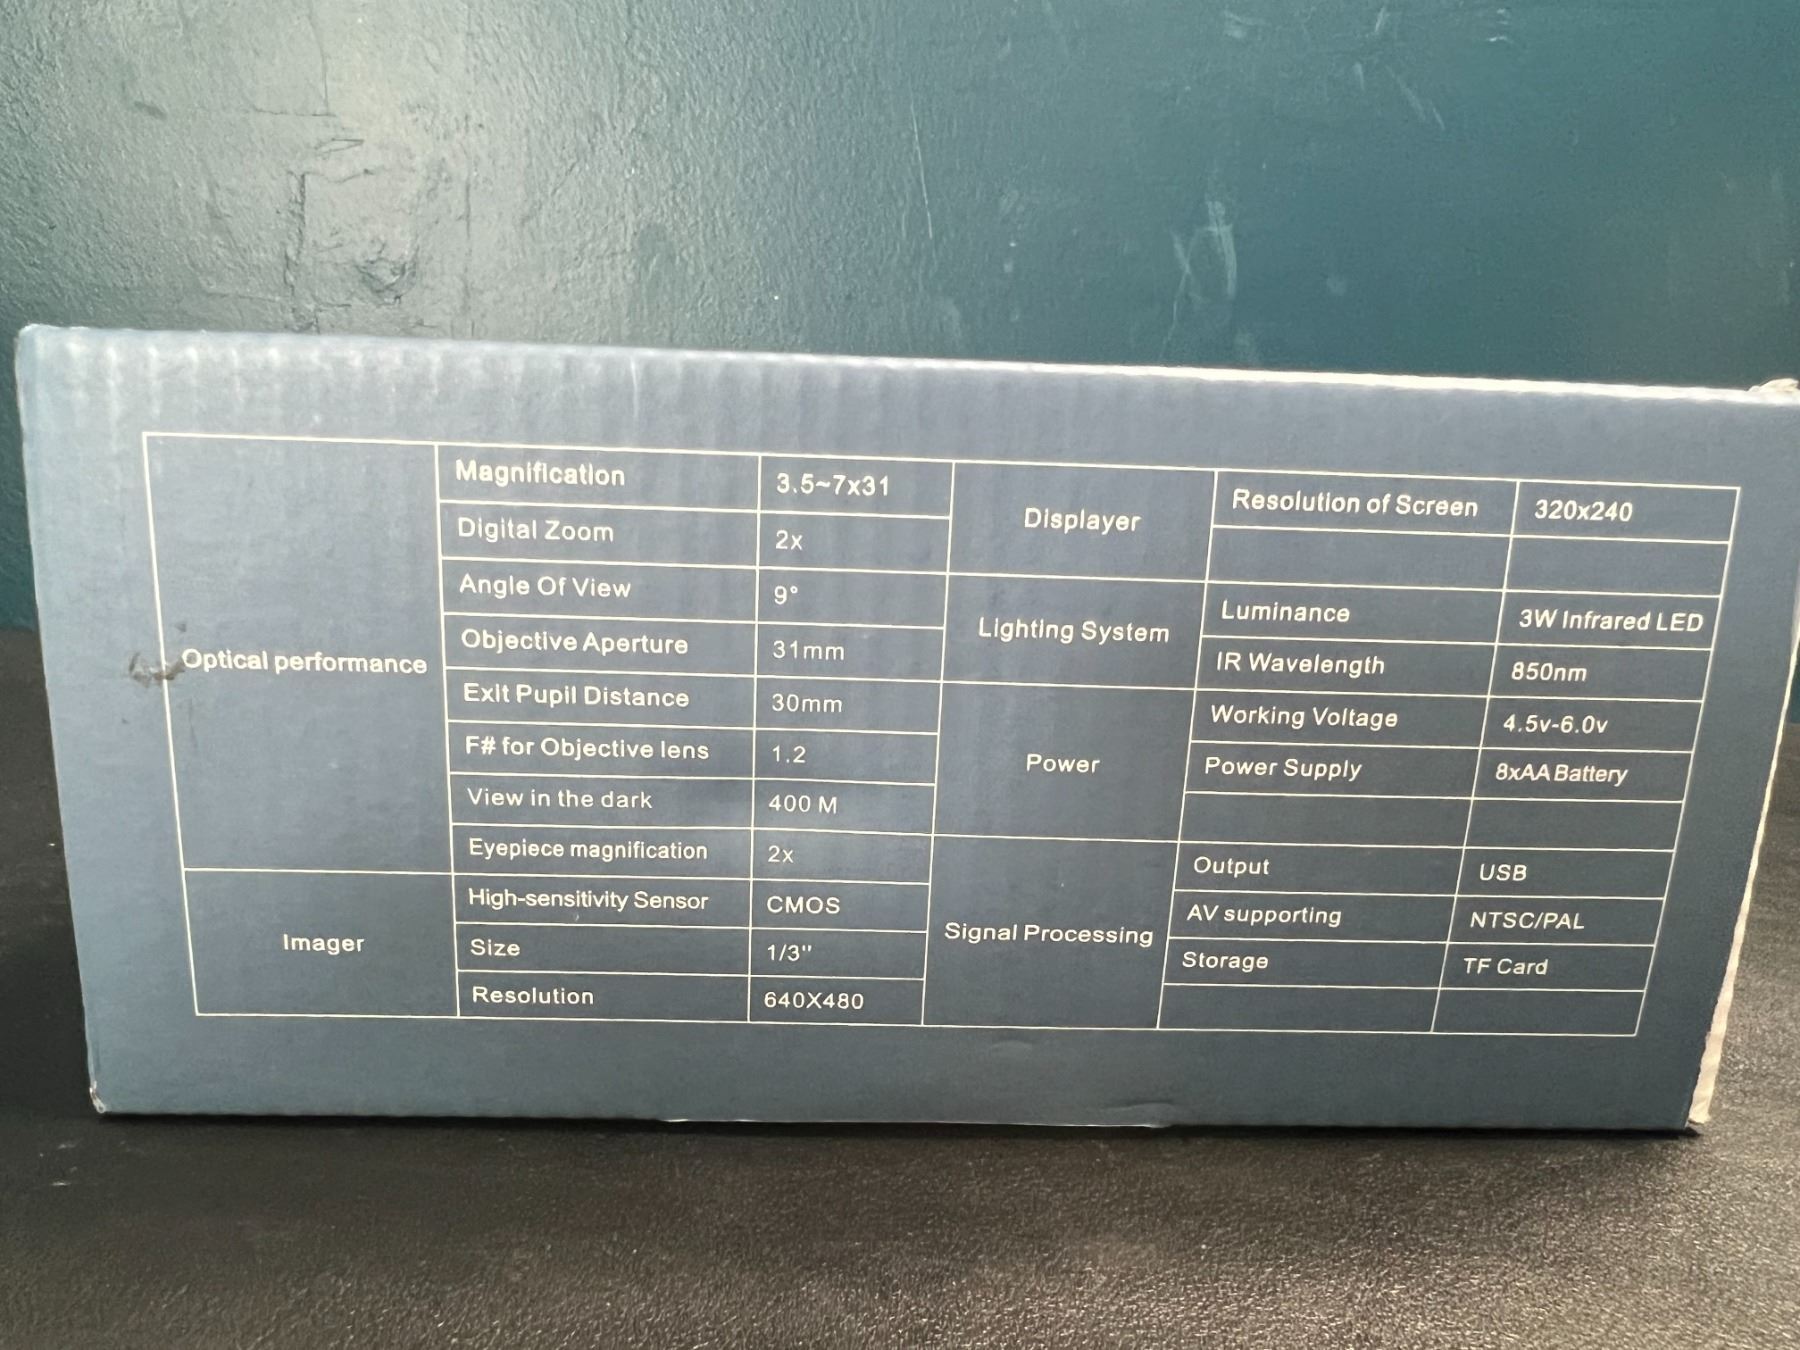 Optical performance
Magnification 3.5~7x31
Digital Zoom 2x
Angle Of View 9°
Objective Aperture 31mm
Exit Pupil Distance 30mm
F# for Objective lens 1.2
View in the dark 400 M
Eyepiece magnification 2x
Imager
High-sensitivity Sensor CMOS
Size 1/3"
Resolution 640X480
Displayer
Resolution of Screen 320x240
Lighting System
Luminance 3W Infrared LED
IR Wavelength 850nm
Power
Working Voltage 4.5v-6.0v
Power Supply 8xAA Battery
Signal Processing
Output USB
AV supporting NTSC/PAL
Storage TF Card